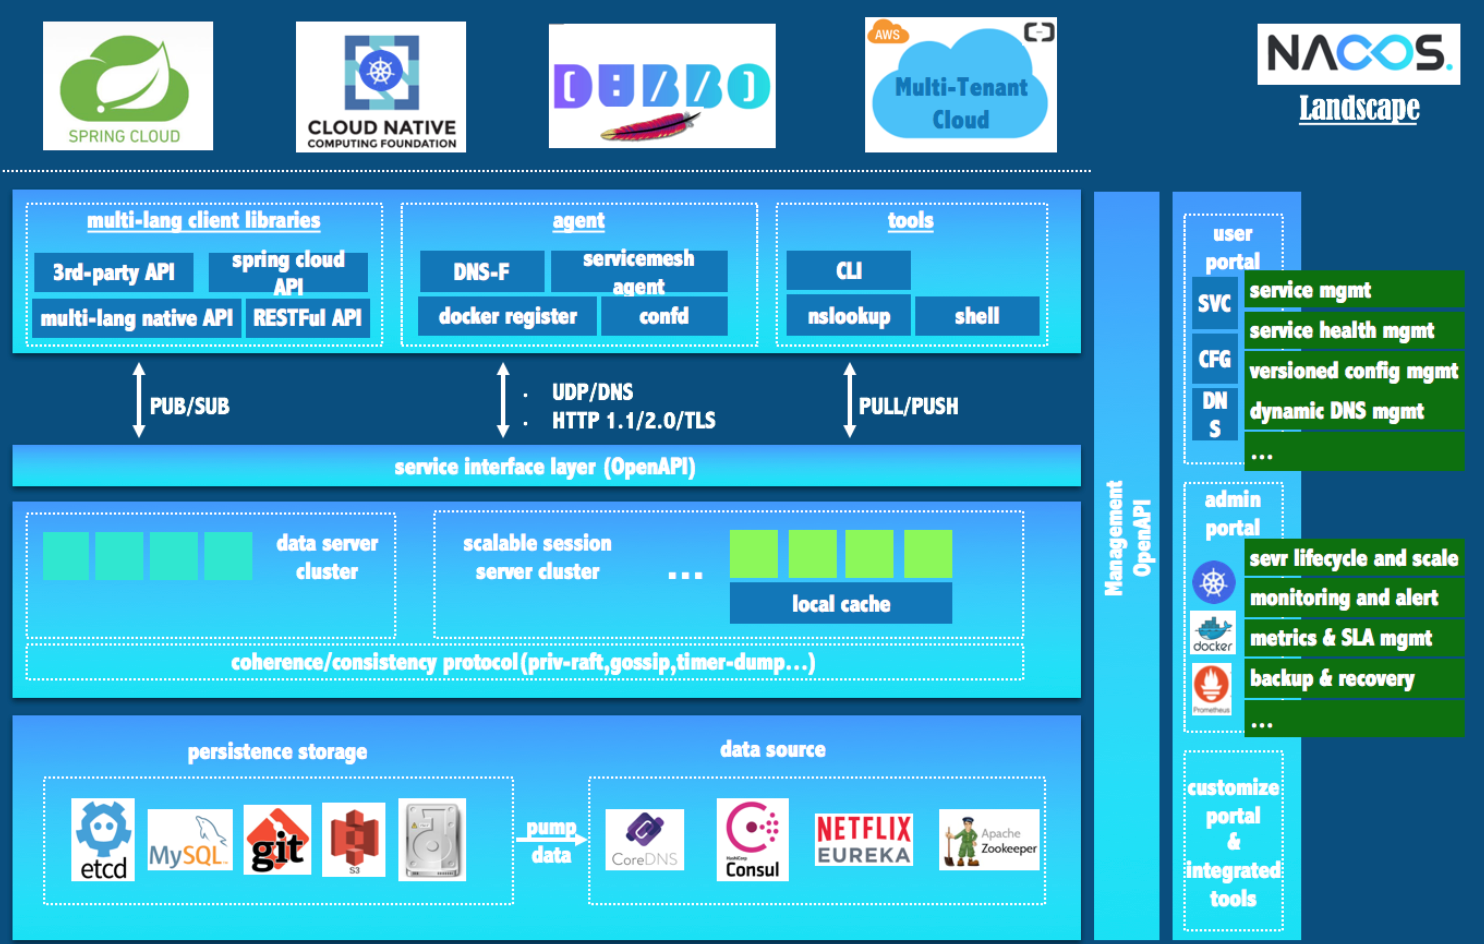 SPRING CLOUD
CLOUD NATIVE
COMPUTING FOUNDATION
DUBBO
AWS
Multi-Tenant
Cloud
NACOS.
Landscape
multi-lang client libraries
3rd-party API
spring cloud
API
multi-lang native API
RESTFul API
agent
DNS-F
servicemesh
agent
docker register
confd
tools
CLI
nslookup
shell
PUB/SUB
· UDP/DNS
· HTTP 1.1/2.0/TLS
PULL/PUSH
service interface layer (OpenAPI)
data server
cluster
scalable session
server cluster
...
local cache
coherence/consistency protocol(priv-raft,gossip,timer-dump...)
persistence storage
etcd
MySQL™
git
S3
pump
data
data source
CoreDNS
HashiCorp
Consul
NETFLIX
EUREKA
Apache
Zookeeper
Management
OpenAPI
user
portal
SVC
CFG
DN
S
service mgmt
service health mgmt
versioned config mgmt
dynamic DNS mgmt
...
admin
portal
docker
Prometheus
sevr lifecycle and scale
monitoring and alert
metrics & SLA mgmt
backup & recovery
...
customize
portal
&
integrated
tools